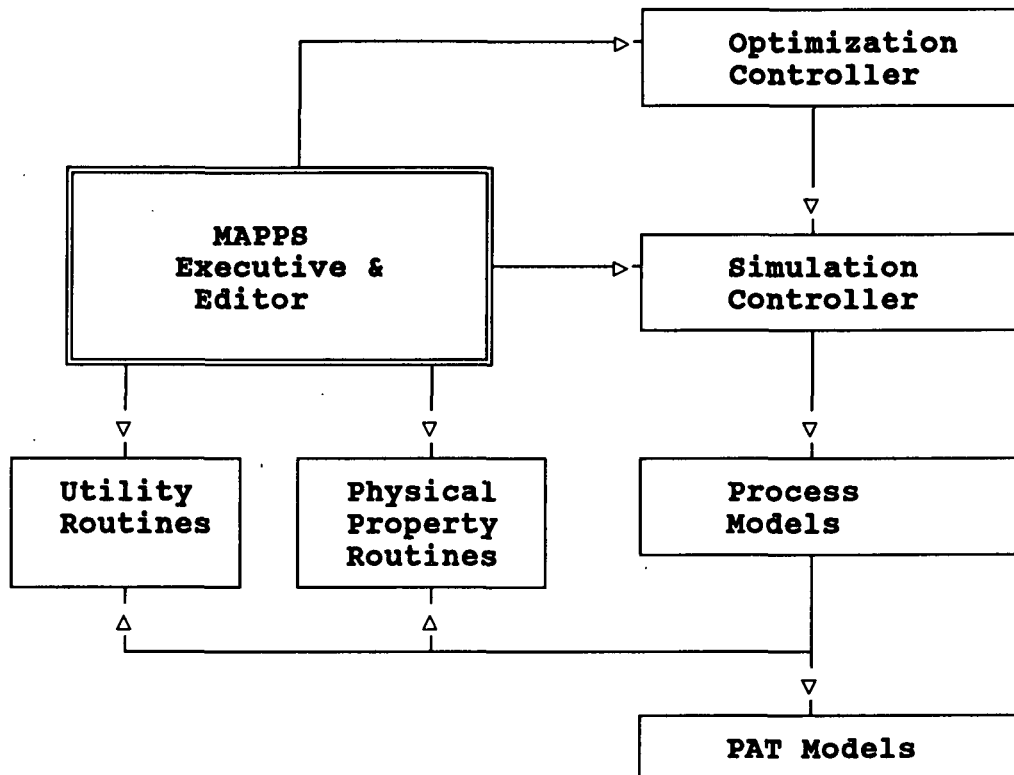 Optimization
Controller
MAPPS
Executive &
Editor
Simulation
Controller
Utility
Routines
Physical
Property
Routines
Process
Models
PAT Models